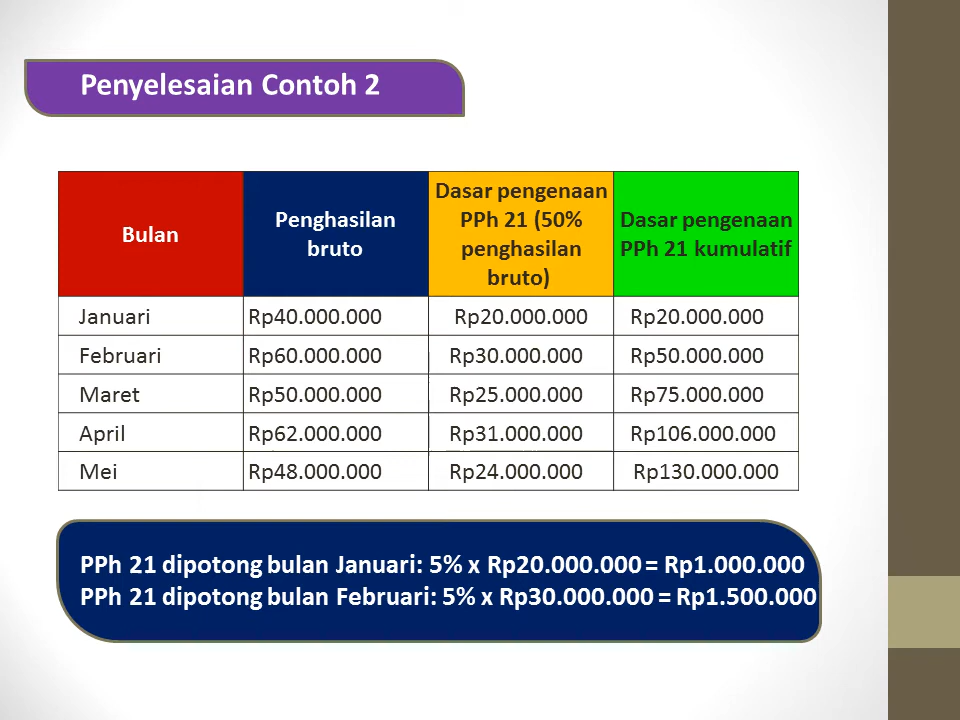 Penyelesaian Contoh 2
Bulan
Penghasilan
bruto
Dasar pengenaan
PPh 21 (50%
penghasilan
bruto)
Dasar pengenaan
PPh 21 kumulatif
Januari Rp40.000.000 Rp20.000.000 Rp20.000.000
Februari Rp60.000.000 Rp30.000.000 Rp50.000.000
Maret Rp50.000.000 Rp25.000.000 Rp75.000.000
April Rp62.000.000 Rp31.000.000 Rp106.000.000
Mei Rp48.000.000 Rp24.000.000 Rp130.000.000
PPh 21 dipotong bulan Januari: 5% x Rp20.000.000 = Rp1.000.000
PPh 21 dipotong bulan Februari: 5% x Rp30.000.000 = Rp1.500.000